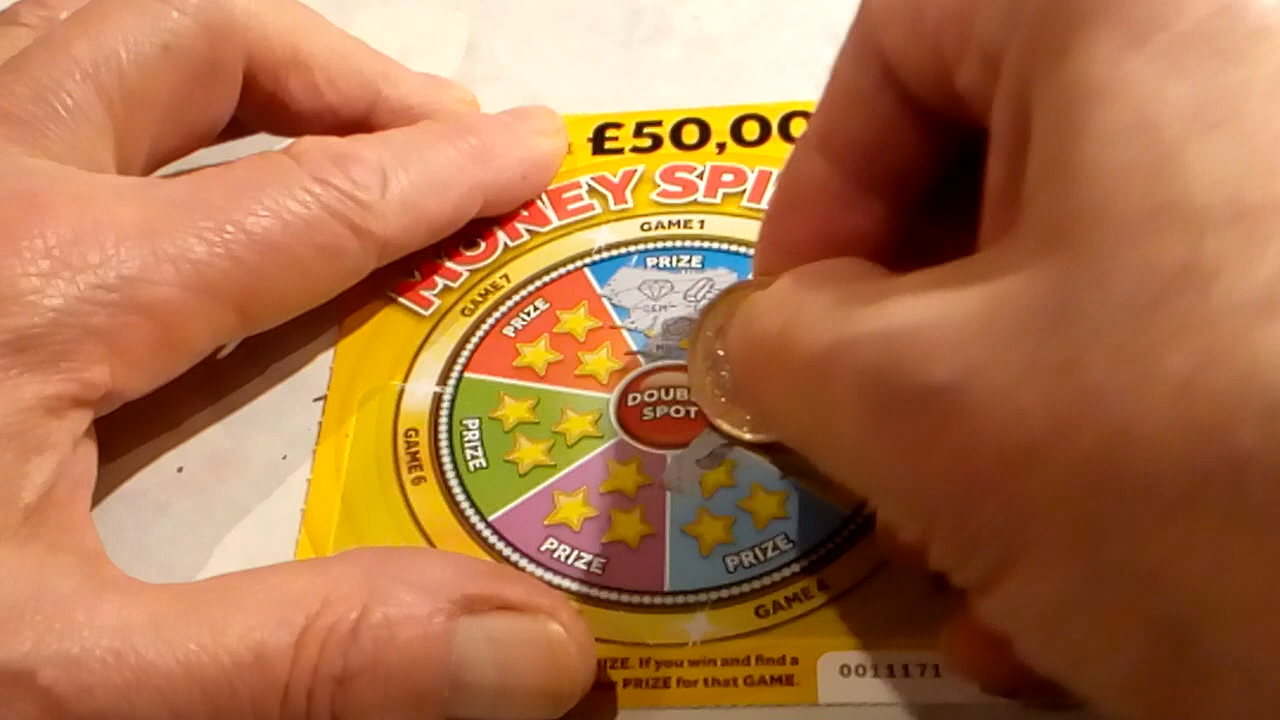 £50,00
MONEY SPI
GAME 1
PRIZE
GEM
GAME 7
PRIZE
DOUB
SPOT
PRIZE
GAME 6
PRIZE
PRIZE
GAME 4
IZE. If you win and find a
PRIZE for that GAME.
0011171